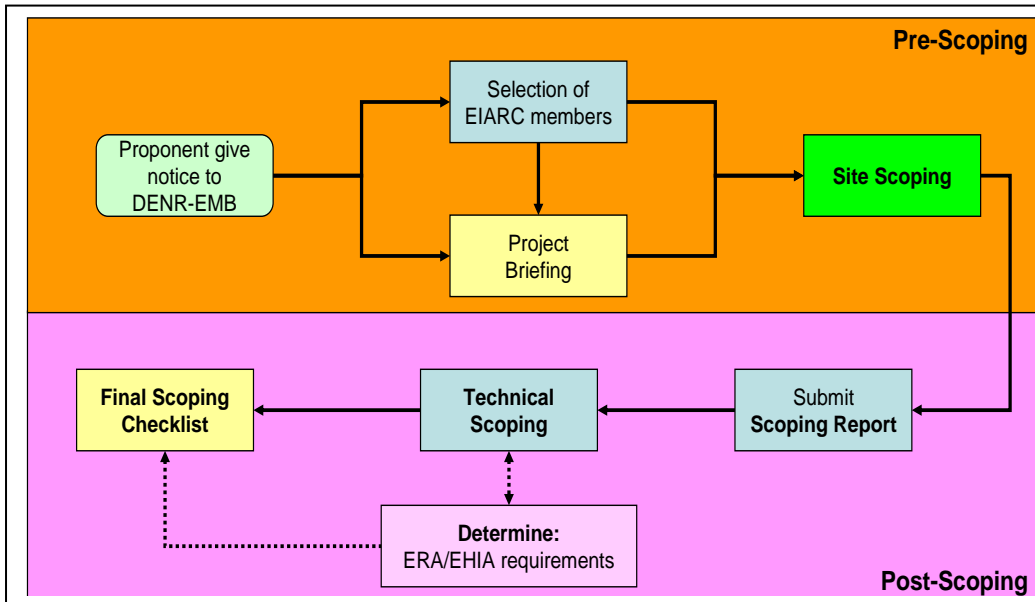 Pre-Scoping
Selection of
EIARC members
Proponent give
notice to
DENR-EMB
Site Scoping
Project
Briefing
Final Scoping
Checklist
Technical
Scoping
Submit
Scoping Report
Determine:
ERA/EHIA requirements
Post-Scoping